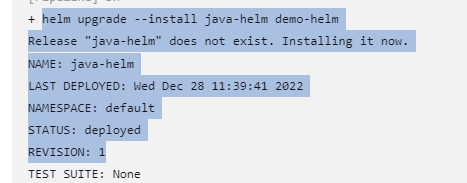 + helm upgrade --install java-helm demo-helm
Release "java-helm" does not exist. Installing it now.
NAME: java-helm
LAST DEPLOYED: Wed Dec 28 11:39:41 2022
NAMESPACE: default
STATUS: deployed
REVISION: 1
TEST SUITE: None